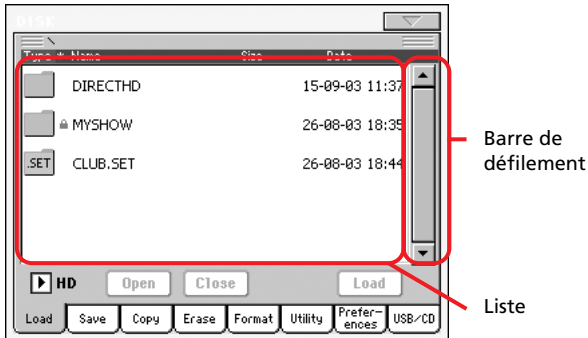 DISK
Type * Name Size Date
DIRECTHD 15-09-03 11:37
MYSHOW 26-08-03 18:35
.SET CLUB.SET 26-08-03 18:44
Barre de
défilement
HD Open Close Load
Liste
Load Save Copy Erase Format Utility Prefer-
ences USB/CD